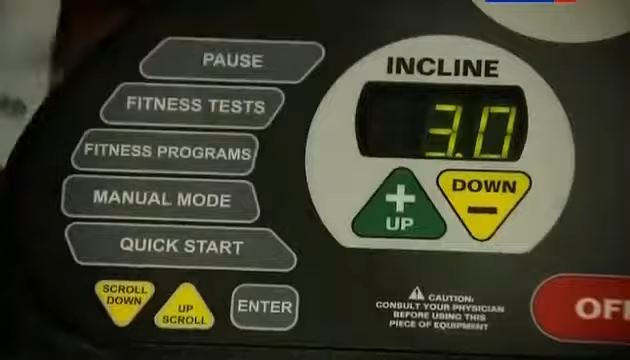 PAUSE
FITNESS TESTS
FITNESS PROGRAMS
MANUAL MODE
QUICK START
SCROLL
DOWN
UP
SCROLL
ENTER
INCLINE
3.0
+
UP
DOWN
-
CAUTION:
CONSULT YOUR PHYSICIAN
BEFORE USING THIS
PIECE OF EQUIPMENT